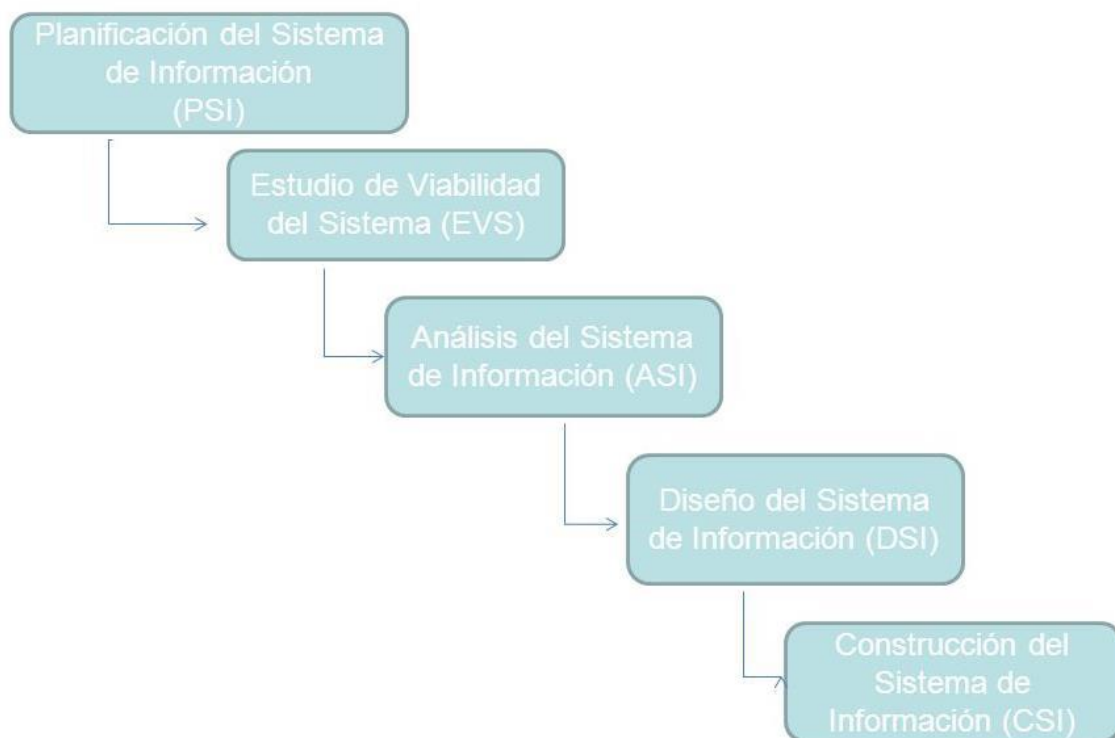 Planificación del Sistema
de Información
(PSI)
Estudio de Viabilidad
del Sistema (EVS)
Análisis del Sistema
de Información (ASI)
Diseño del Sistema
de Información (DSI)
Construcción del
Sistema de
Información (CSI)